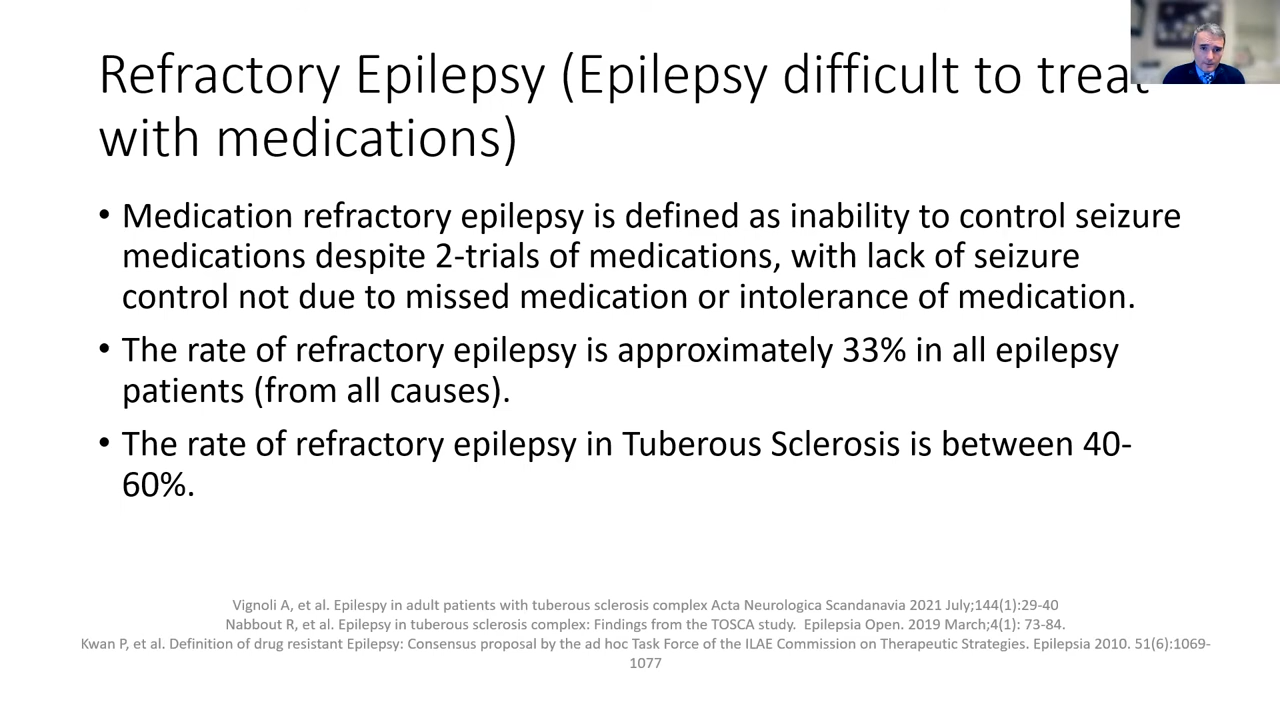 Refractory Epilepsy (Epilepsy difficult to treat
with medications)
• Medication refractory epilepsy is defined as inability to control seizure
medications despite 2-trials of medications, with lack of seizure
control not due to missed medication or intolerance of medication.
• The rate of refractory epilepsy is approximately 33% in all epilepsy
patients (from all causes).
• The rate of refractory epilepsy in Tuberous Sclerosis is between 40-
60%.
Vignoli A, et al. Epilespy in adult patients with tuberous sclerosis complex Acta Neurologica Scandanavia 2021 July;144(1):29-40
Nabbout R, et al. Epilepsy in tuberous sclerosis complex: Findings from the TOSCA study. Epilepsia Open. 2019 March;4(1): 73-84.
Kwan P, et al. Definition of drug resistant Epilepsy: Consensus proposal by the ad hoc Task Force of the ILAE Commission on Therapeutic Strategies. Epilepsia 2010. 51(6):1069-
1077